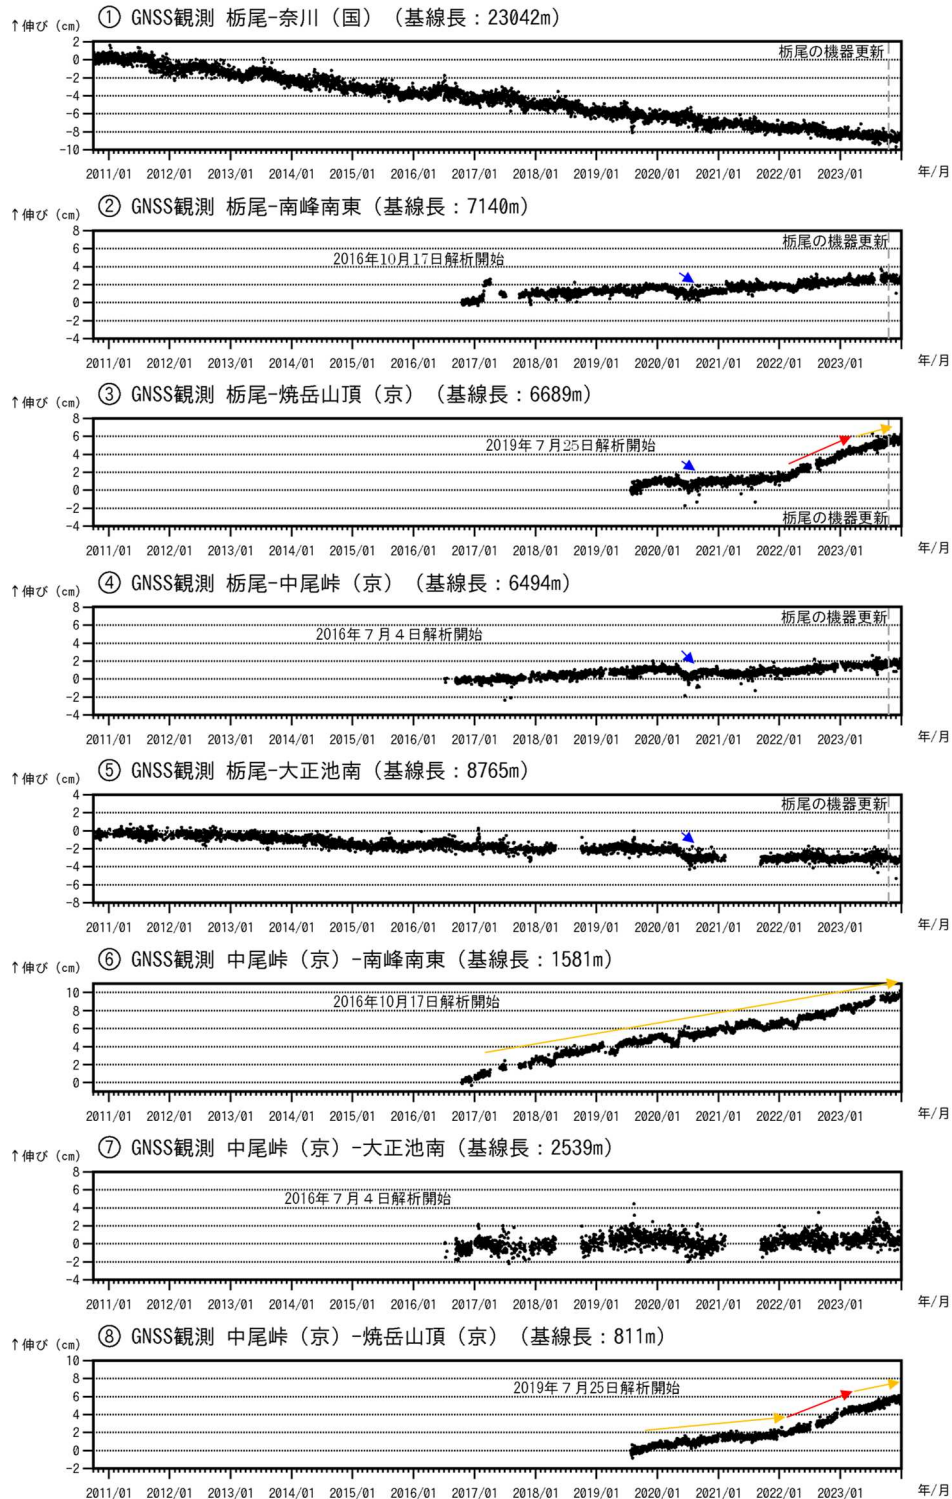 ① GNSS観測 栃尾-奈川（国）（基線長：23042m）
↑伸び（cm）
栃尾の機器更新
2
0
-2
-4
-6
-8
-10
2011/01 2012/01 2013/01 2014/01 2015/01 2016/01 2017/01 2018/01 2019/01 2020/01 2021/01 2022/01 2023/01 年/月
② GNSS観測 栃尾-南峰南東（基線長：7140m）
↑伸び（cm）
栃尾の機器更新
2016年10月17日解析開始
8
6
4
2
0
-2
-4
2011/01 2012/01 2013/01 2014/01 2015/01 2016/01 2017/01 2018/01 2019/01 2020/01 2021/01 2022/01 2023/01 年/月
③ GNSS観測 栃尾-焼岳山頂（京）（基線長：6689m）
↑伸び（cm）
2019年７月25日解析開始
8
6
4
2
0
-2
-4
栃尾の機器更新
2011/01 2012/01 2013/01 2014/01 2015/01 2016/01 2017/01 2018/01 2019/01 2020/01 2021/01 2022/01 2023/01 年/月
④ GNSS観測 栃尾-中尾峠（京）（基線長：6494m）
↑伸び（cm）
栃尾の機器更新
2016年７月４日解析開始
8
6
4
2
0
-2
-4
2011/01 2012/01 2013/01 2014/01 2015/01 2016/01 2017/01 2018/01 2019/01 2020/01 2021/01 2022/01 2023/01 年/月
⑤ GNSS観測 栃尾-大正池南（基線長：8765m）
↑伸び（cm）
栃尾の機器更新
4
2
0
-2
-4
-6
-8
2011/01 2012/01 2013/01 2014/01 2015/01 2016/01 2017/01 2018/01 2019/01 2020/01 2021/01 2022/01 2023/01 年/月
⑥ GNSS観測 中尾峠（京）-南峰南東（基線長：1581m）
↑伸び（cm）
2016年10月17日解析開始
10
8
6
4
2
0
2011/01 2012/01 2013/01 2014/01 2015/01 2016/01 2017/01 2018/01 2019/01 2020/01 2021/01 2022/01 2023/01 年/月
⑦ GNSS観測 中尾峠（京）-大正池南（基線長：2539m）
↑伸び（cm）
2016年７月４日解析開始
8
6
4
2
0
-2
-4
2011/01 2012/01 2013/01 2014/01 2015/01 2016/01 2017/01 2018/01 2019/01 2020/01 2021/01 2022/01 2023/01 年/月
⑧ GNSS観測 中尾峠（京）-焼岳山頂（京）（基線長：811m）
↑伸び（cm）
2019年７月25日解析開始
10
8
6
4
2
0
-2
2011/01 2012/01 2013/01 2014/01 2015/01 2016/01 2017/01 2018/01 2019/01 2020/01 2021/01 2022/01 2023/01 年/月